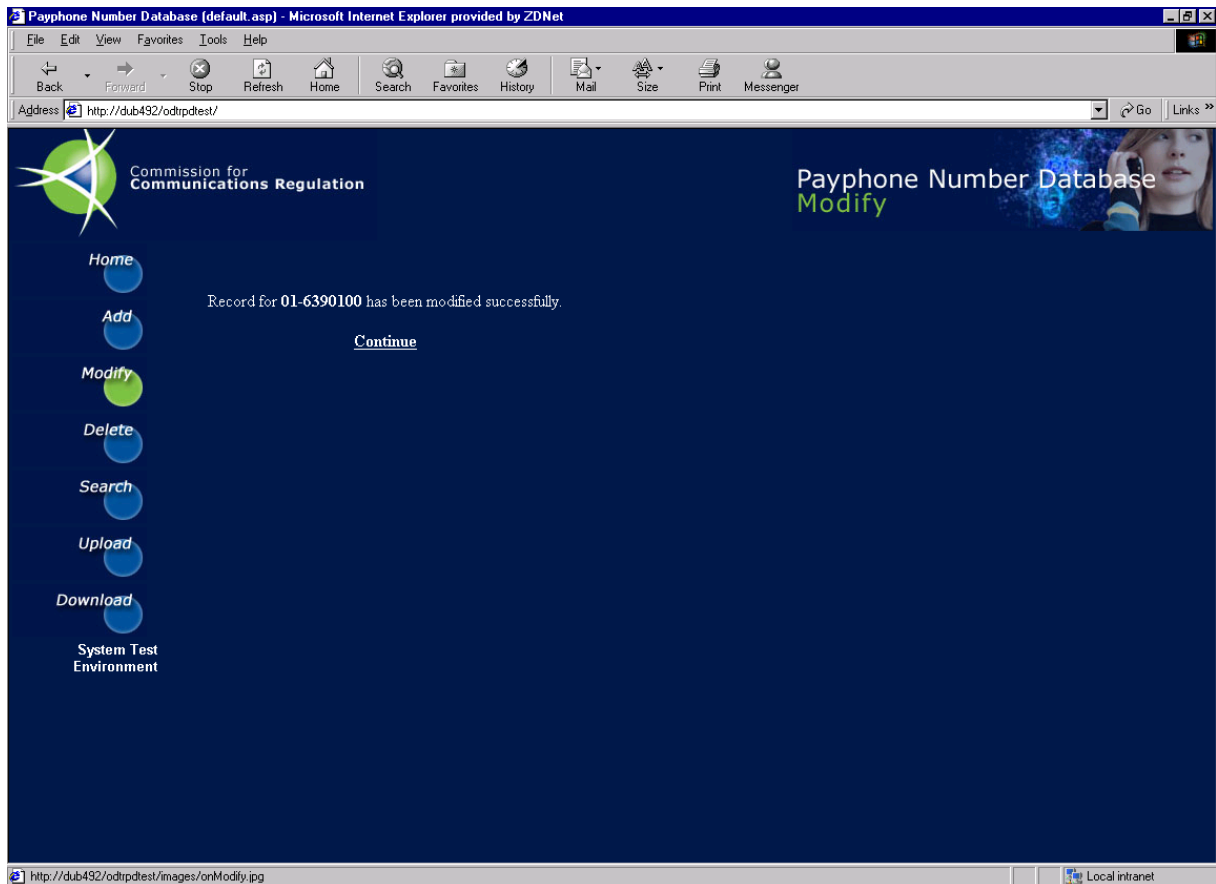 Payphone Number Database (default.asp) - Microsoft Internet Explorer provided by ZDNet
File Edit View Favorites Tools Help
Back Forward Stop Refresh Home Search Favorites History Mail Size Print Messenger
Address http://dub492/odtrpdtest/ Go Links »
Commission for
Communications Regulation
Payphone Number Database
Modify
Home
Record for 01-6390100 has been modified successfully.
Add
Continue
Modify
Delete
Search
Upload
Download
System Test
Environment
http://dub492/odtrpdtest/images/onModify.jpg Local intranet